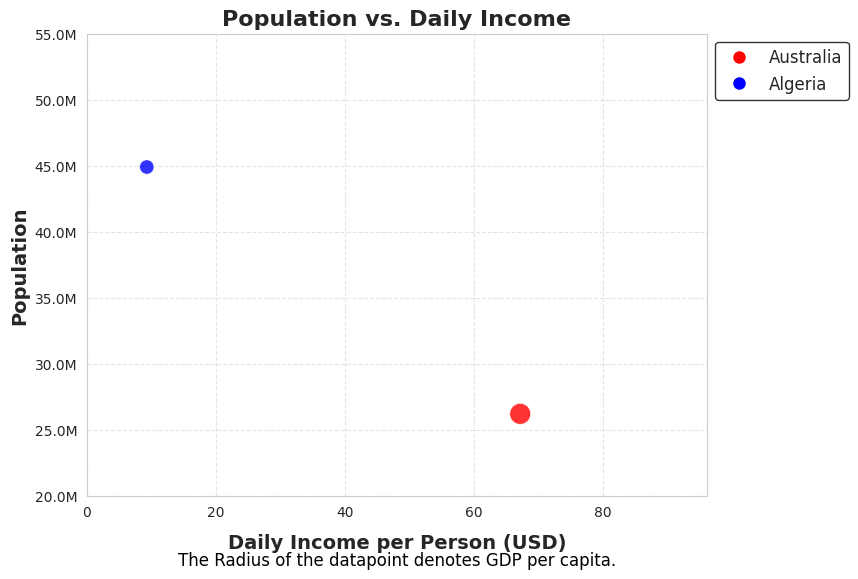 Population vs. Daily Income
55.0M
50.0M
45.0M
40.0M
35.0M
30.0M
25.0M
20.0M
Population
0 20 40 60 80
Daily Income per Person (USD)
The Radius of the datapoint denotes GDP per capita.
Australia
Algeria